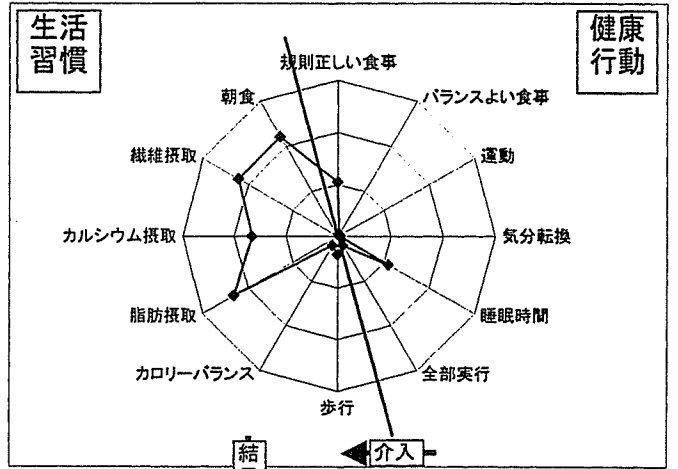 生活
習慣
健康
行動
規則正しい食事
朝食
バランスよい食事
繊維摂取
運動
カルシウム摂取
気分転換
脂肪摂取
睡眠時間
カロリーバランス
全部実行
歩行
結
介入